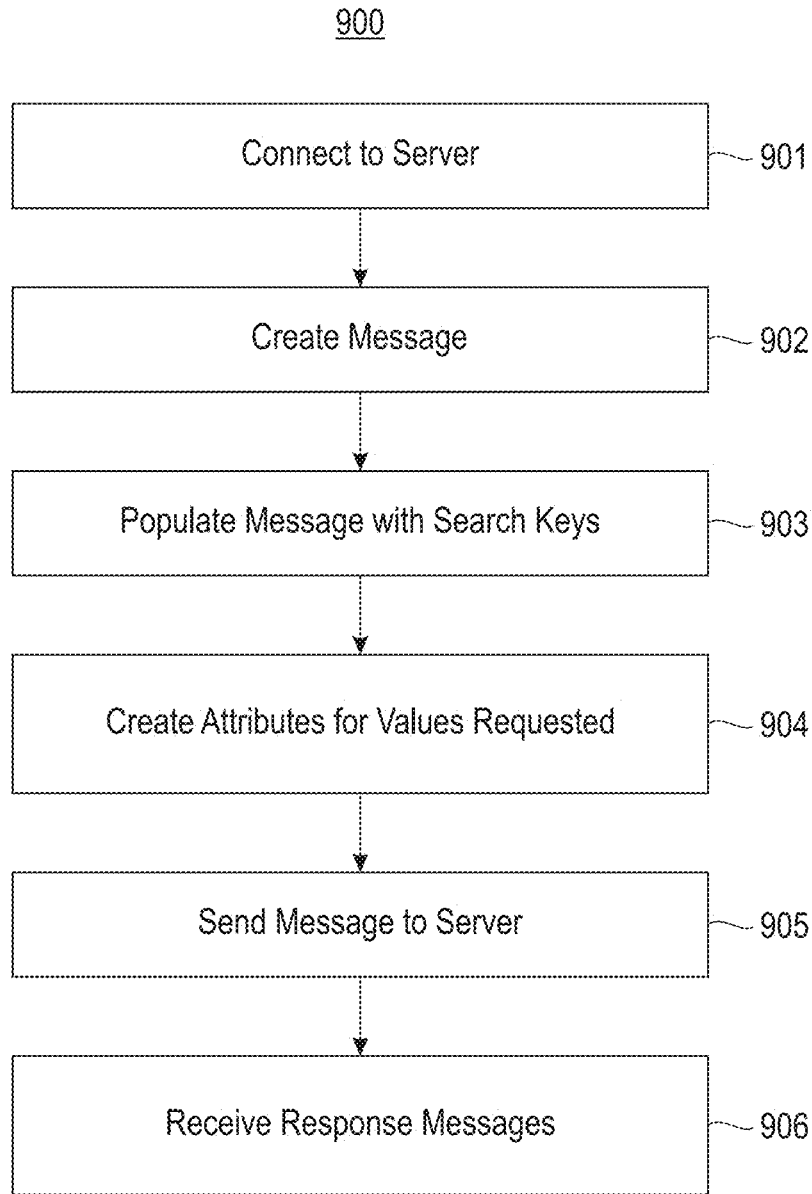 900
Connect to Server
901
Create Message
902
Populate Message with Search Keys
903
Create Attributes for Values Requested
904
Send Message to Server
905
Receive Response Messages
906